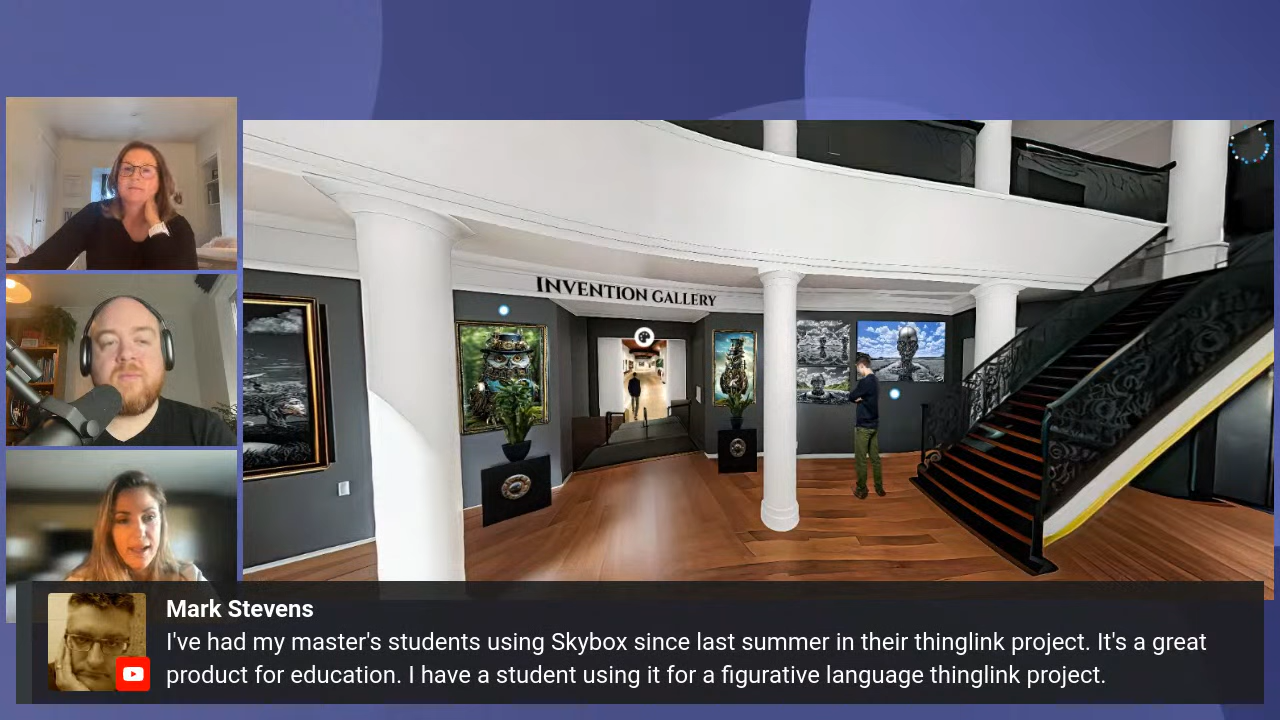 INVENTION GALLERY
Mark Stevens
I've had my master's students using Skybox since last summer in their thinglink project. It's a great
product for education. I have a student using it for a figurative language thinglink project.